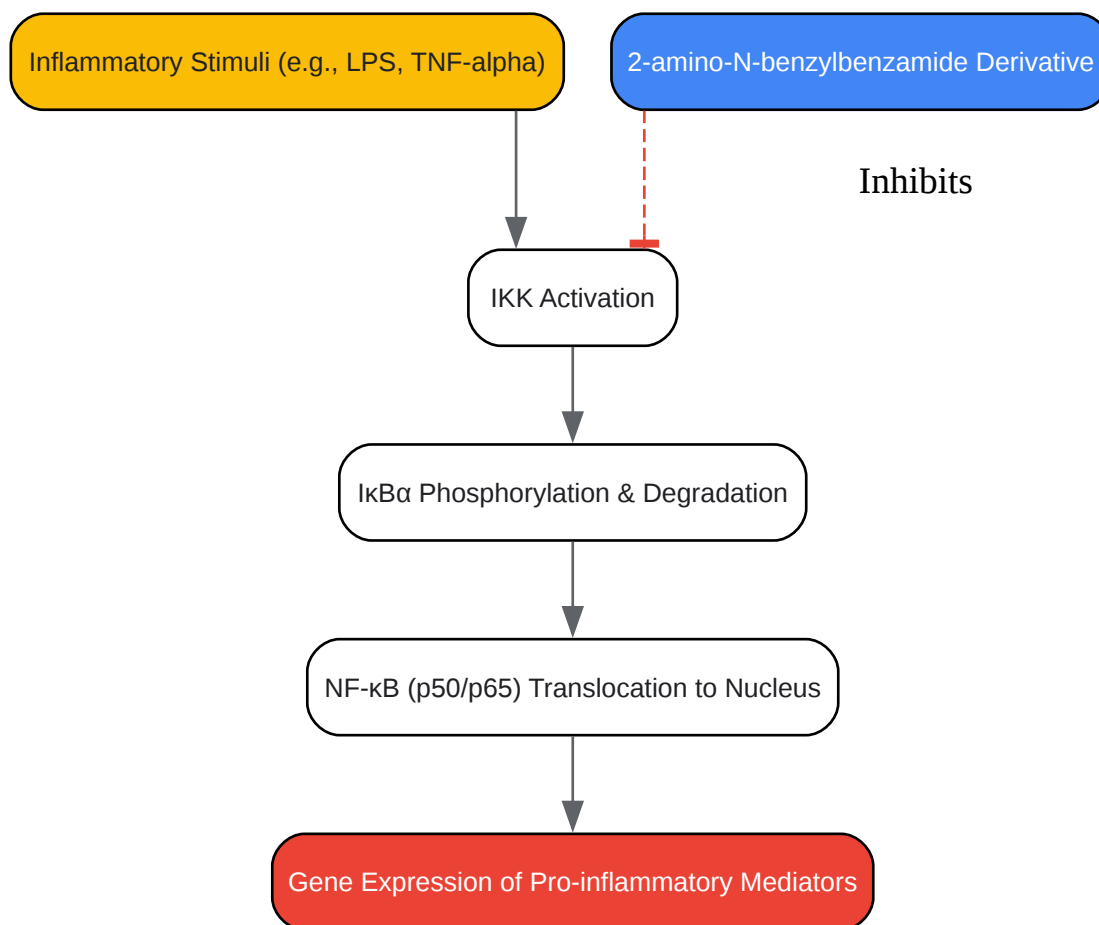 Inflammatory Stimuli (e.g., LPS, TNF-alpha)
2-amino-N-benzylbenzamide Derivative
Inhibits
IKK Activation
IκBα Phosphorylation & Degradation
NF-κB (p50/p65) Translocation to Nucleus
Gene Expression of Pro-inflammatory Mediators